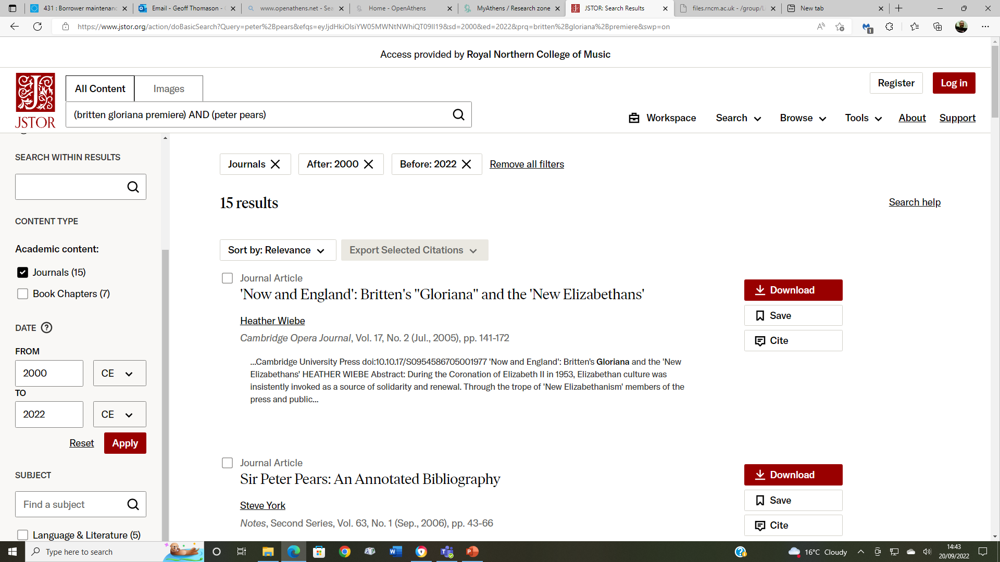 431 : Borrower maintenanc
Email - Geoff Thomason -
www.openathens.net - Sea
Home - OpenAthens
MyAthens / Research zone
JSTOR: Search Results
files.rncm.ac.uk - /group/L
New tab
https://www.jstor.org/action/doBasicSearch?Query=peter%2Bpears&efqs=eyJjdHkiOlsiYW05MWNtNWhiQT09Il19&sd=2000&ed=2022&prq=britten%2Bgloriana%2Bpremiere&swp=on
1
Access provided by Royal Northern College of Music
JSTOR
All Content
Images
Register
Log in
(britten gloriana premiere) AND (peter pears)
Workspace
Search
Browse
Tools
About
Support
SEARCH WITHIN RESULTS
CONTENT TYPE
Academic content:
Journals (15)
Book Chapters (7)
DATE ?
FROM
2000 CE
TO
2022 CE
Reset
Apply
SUBJECT
Find a subject
Language & Literature (5)
Journals
After: 2000
Before: 2022
Remove all filters
15 results
Search help
Sort by: Relevance
Export Selected Citations
Journal Article
'Now and England': Britten's "Gloriana" and the 'New Elizabethans'
Heather Wiebe
Cambridge Opera Journal, Vol. 17, No. 2 (Jul., 2005), pp. 141-172
...Cambridge University Press doi:10.10.17/S0954586705001977 'Now and England': Britten's Gloriana and the 'New
Elizabethans' HEATHER WIEBE Abstract: During the Coronation of Elizabeth II in 1953, Elizabethan culture was
insistently invoked as a source of solidarity and renewal. Through the trope of 'New Elizabethanism' members of the
press and public...
Download
Save
Cite
Journal Article
Sir Peter Pears: An Annotated Bibliography
Steve York
Notes, Second Series, Vol. 63, No. 1 (Sep., 2006), pp. 43-66
Download
Save
Cite
Type here to search
16°C Cloudy
14:43
20/09/2022